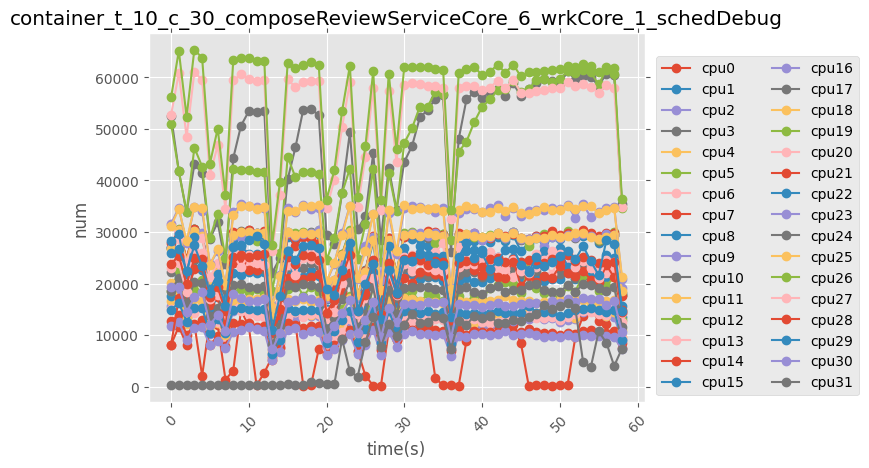 container_t_10_c_30_composeReviewServiceCore_6_wrkCore_1_schedDebug
num
60000
50000
40000
30000
20000
10000
0
0
10
20
30
40
50
60
time(s)
cpu0
cpu1
cpu2
cpu3
cpu4
cpu5
cpu6
cpu7
cpu8
cpu9
cpu10
cpu11
cpu12
cpu13
cpu14
cpu15
cpu16
cpu17
cpu18
cpu19
cpu20
cpu21
cpu22
cpu23
cpu24
cpu25
cpu26
cpu27
cpu28
cpu29
cpu30
cpu31